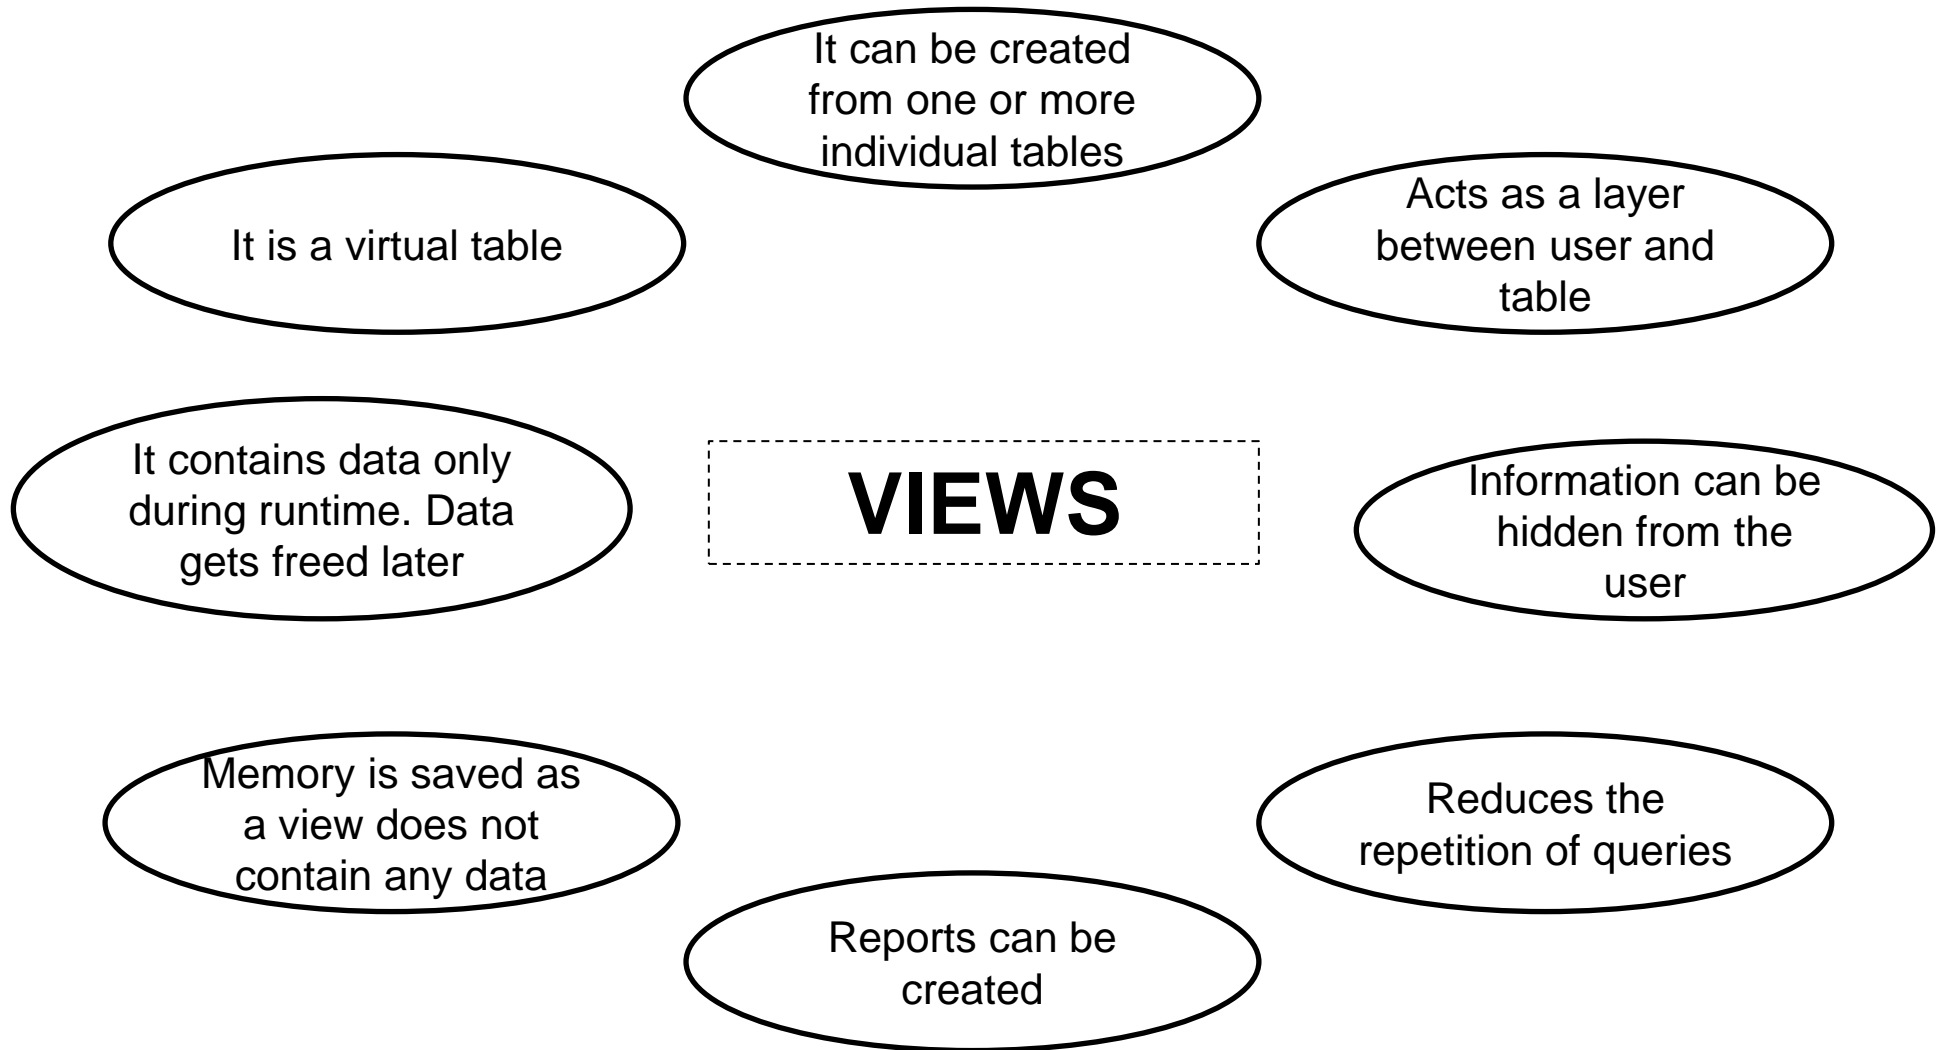 It can be created
from one or more
individual tables
It is a virtual table
Acts as a layer
between user and
table
It contains data only
during runtime. Data
gets freed later
VIEWS
Information can be
hidden from the
user
Memory is saved as
a view does not
contain any data
Reduces the
repetition of queries
Reports can be
created